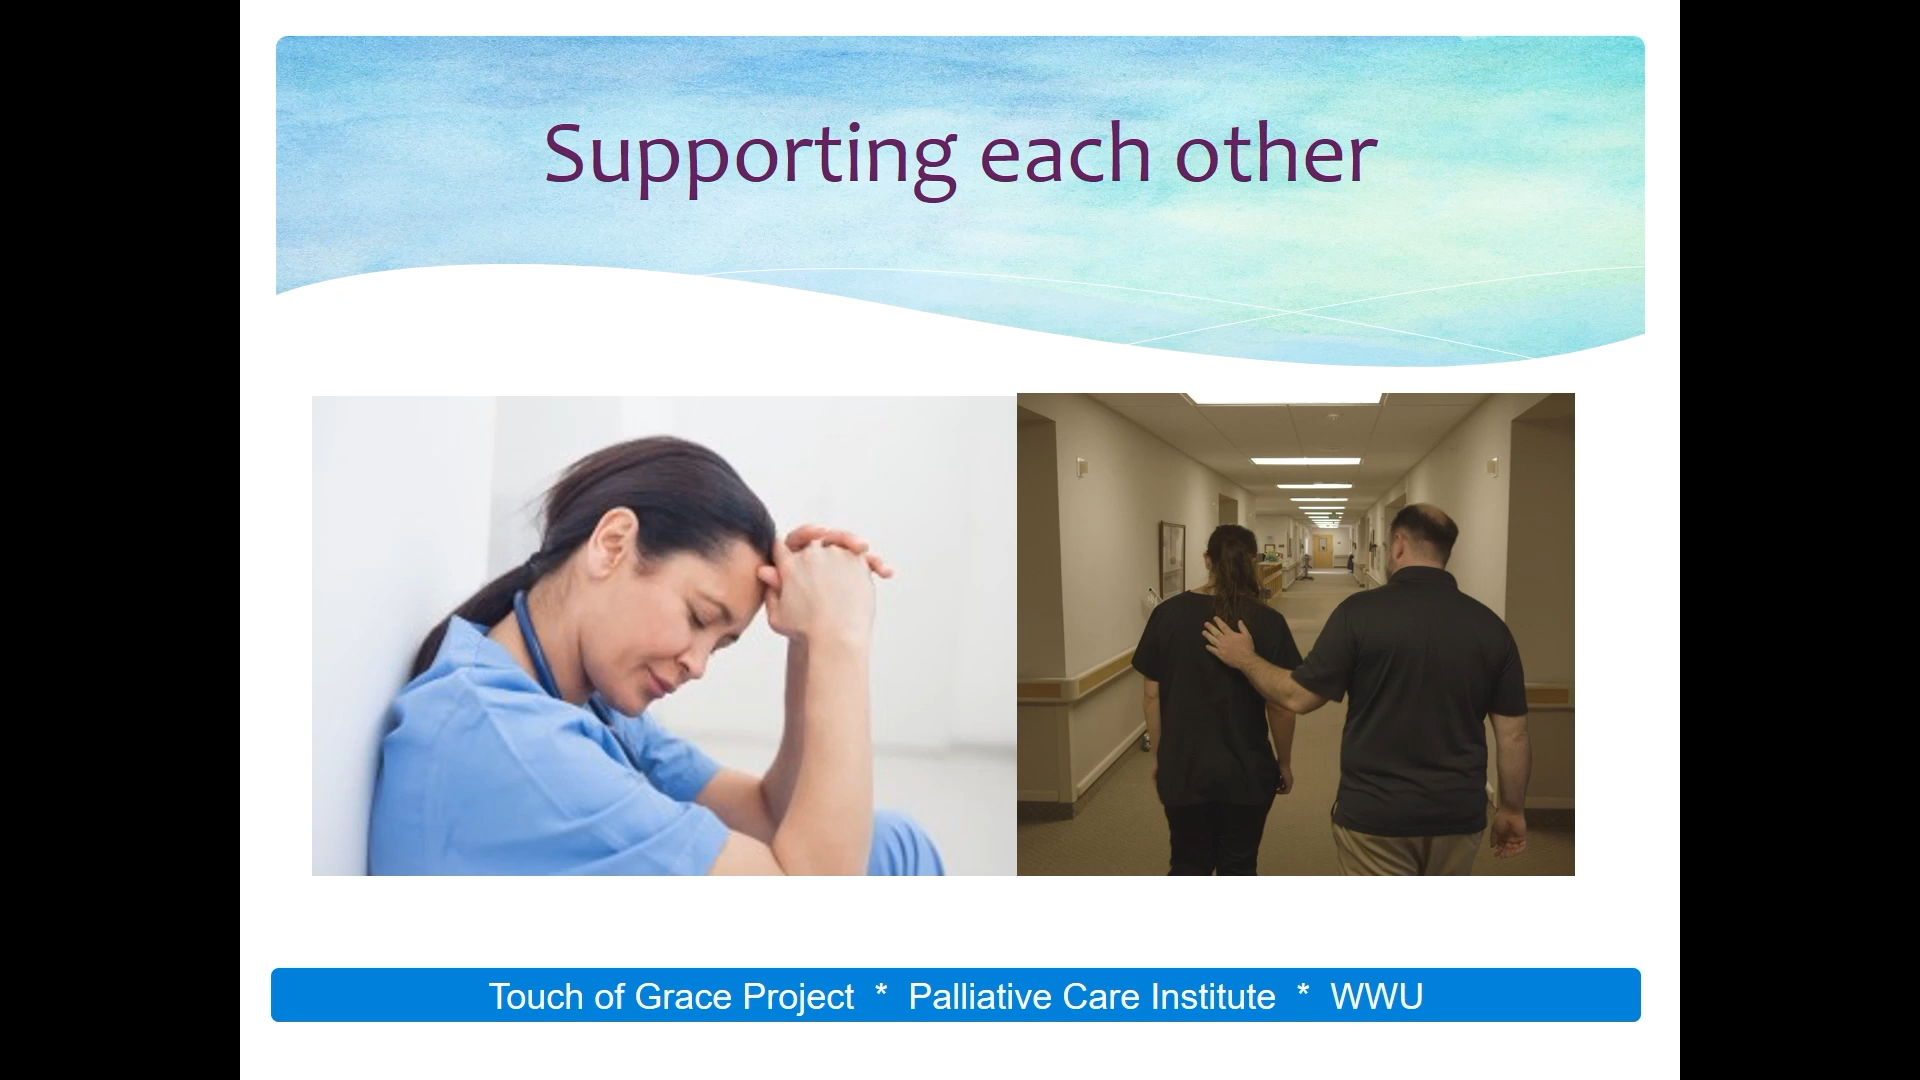 Supporting each other
Touch of Grace Project * Palliative Care Institute * WWU